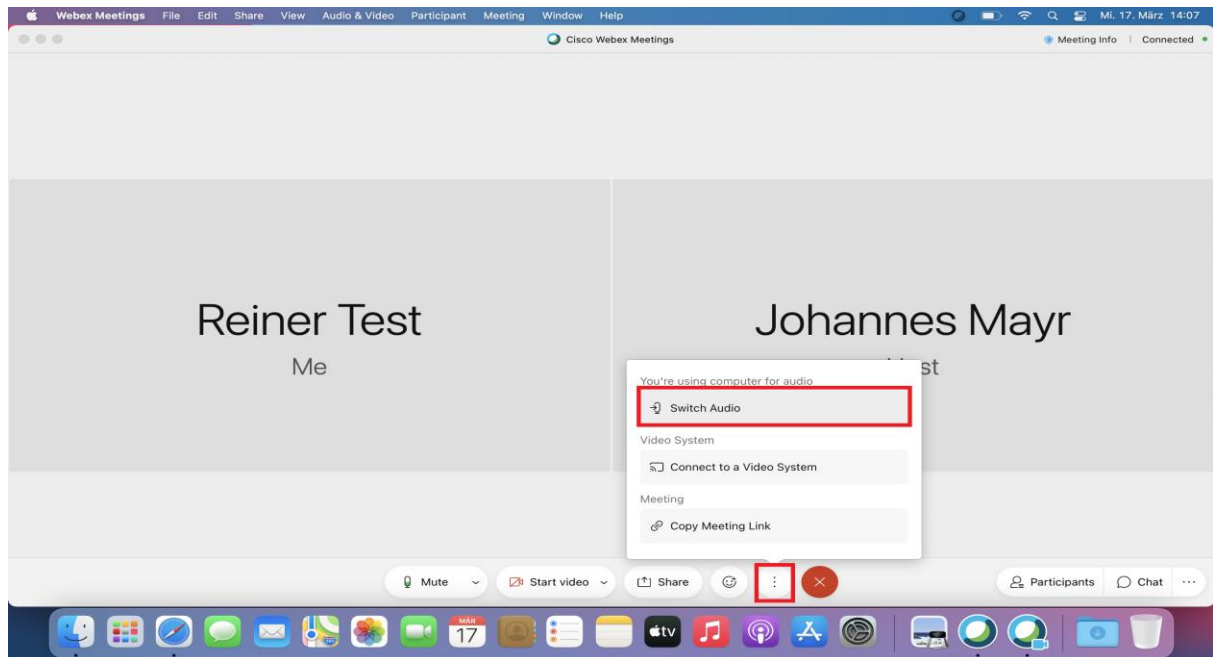 Webex Meetings File Edit Share View Audio & Video Participant Meeting Window Help Mi. 17. März 14:07
Cisco Webex Meetings Meeting Info Connected
Reiner Test
Me
Johannes Mayr
st
You're using computer for audio
Switch Audio
Video System
Connect to a Video System
Meeting
Copy Meeting Link
Mute Start video Share Participants Chat
MÄR
17
tv